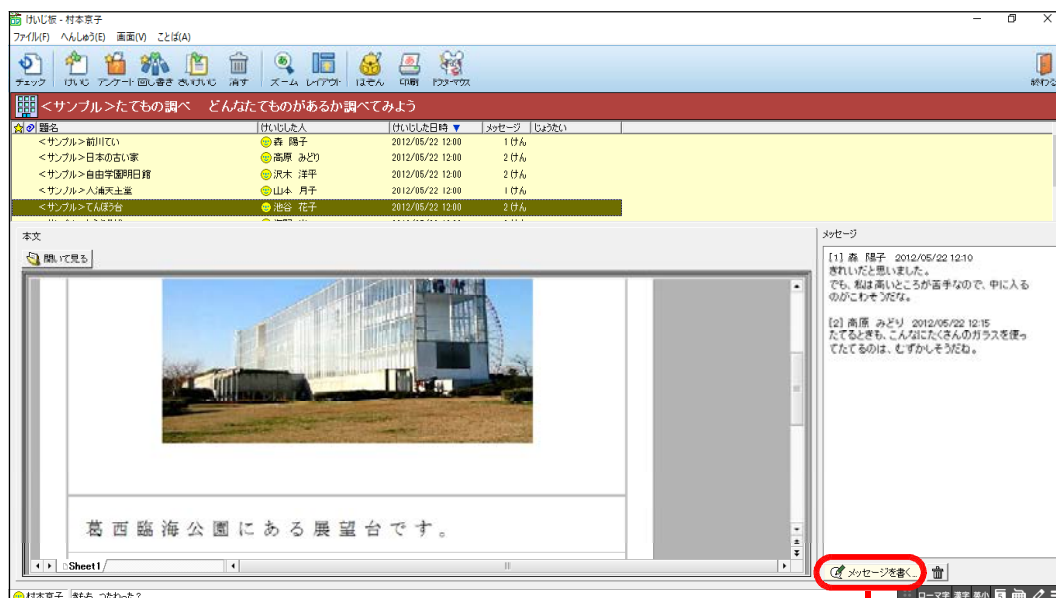 けいじ板 - 村本京子
ファイル(F) へんしゅう(E) 画面(V) ことば(A)
チェック けいじ アンケート 回し書き さいけいじ 消す ズーム レイアウト ほぞん 印刷 ドクターマウス 終わる
<サンプル>たてもの調べ どんなたてものがあるか調べてみよう
題名 けいじした人 けいじした日時 ▼ メッセージ じょうたい
<サンプル>前川てい 森 陽子 2012/05/22 12:00 1 けん
<サンプル>日本の古い家 高原 みどり 2012/05/22 12:00 2 けん
<サンプル>自由学園明日館 沢木 洋平 2012/05/22 12:00 2 けん
<サンプル>大浦天主堂 山本 月子 2012/05/22 12:00 1 けん
<サンプル>てんぼう台 池谷 花子 2012/05/22 12:00 2 けん
本文
開いて見る
葛西臨海公園にある展望台です。
Sheet1
メッセージ
[1] 森 陽子 2012/05/22 12:10
きれいだと思いました。
でも、私は高いところが苦手なので、中に入る
のがこわそうだな。
[2] 高原 みどり 2012/05/22 12:15
たてるときも、こんなにたくさんのガラスを使っ
てたてるのは、むずかしそうだね。
メッセージを書く...
村本京子 きもち つたわった?
ローマ字 漢字 英小